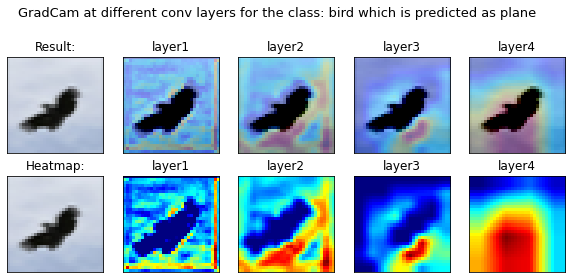 GradCam at different conv layers for the class: bird which is predicted as plane
Result: layer1 layer2 layer3 layer4
Heatmap: layer1 layer2 layer3 layer4